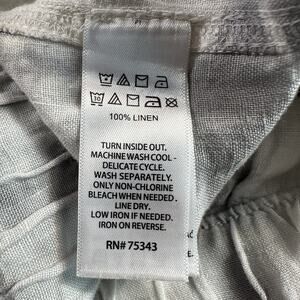 100% LINEN
TURN INSIDE OUT.
MACHINE WASH COOL -
DELICATE CYCLE.
WASH SEPARATELY.
ONLY NON-CHLORINE
BLEACH WHEN NEEDED.
LINE DRY.
LOW IRON IF NEEDED.
IRON ON REVERSE.
RN# 75343